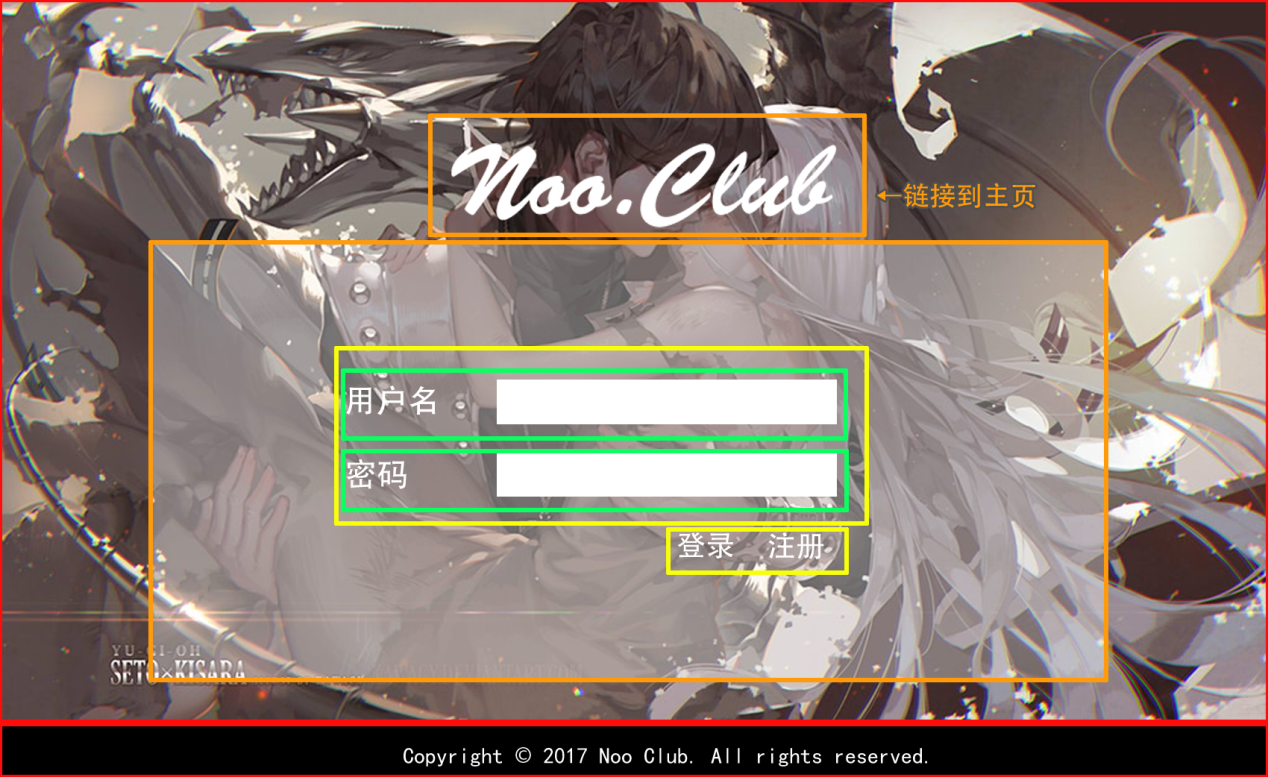 Noo.Club
←链接到主页
用户名
密码
登录 注册
YU-GI-OH
SETO×KISARA
Copyright © 2017 Noo Club. All rights reserved.